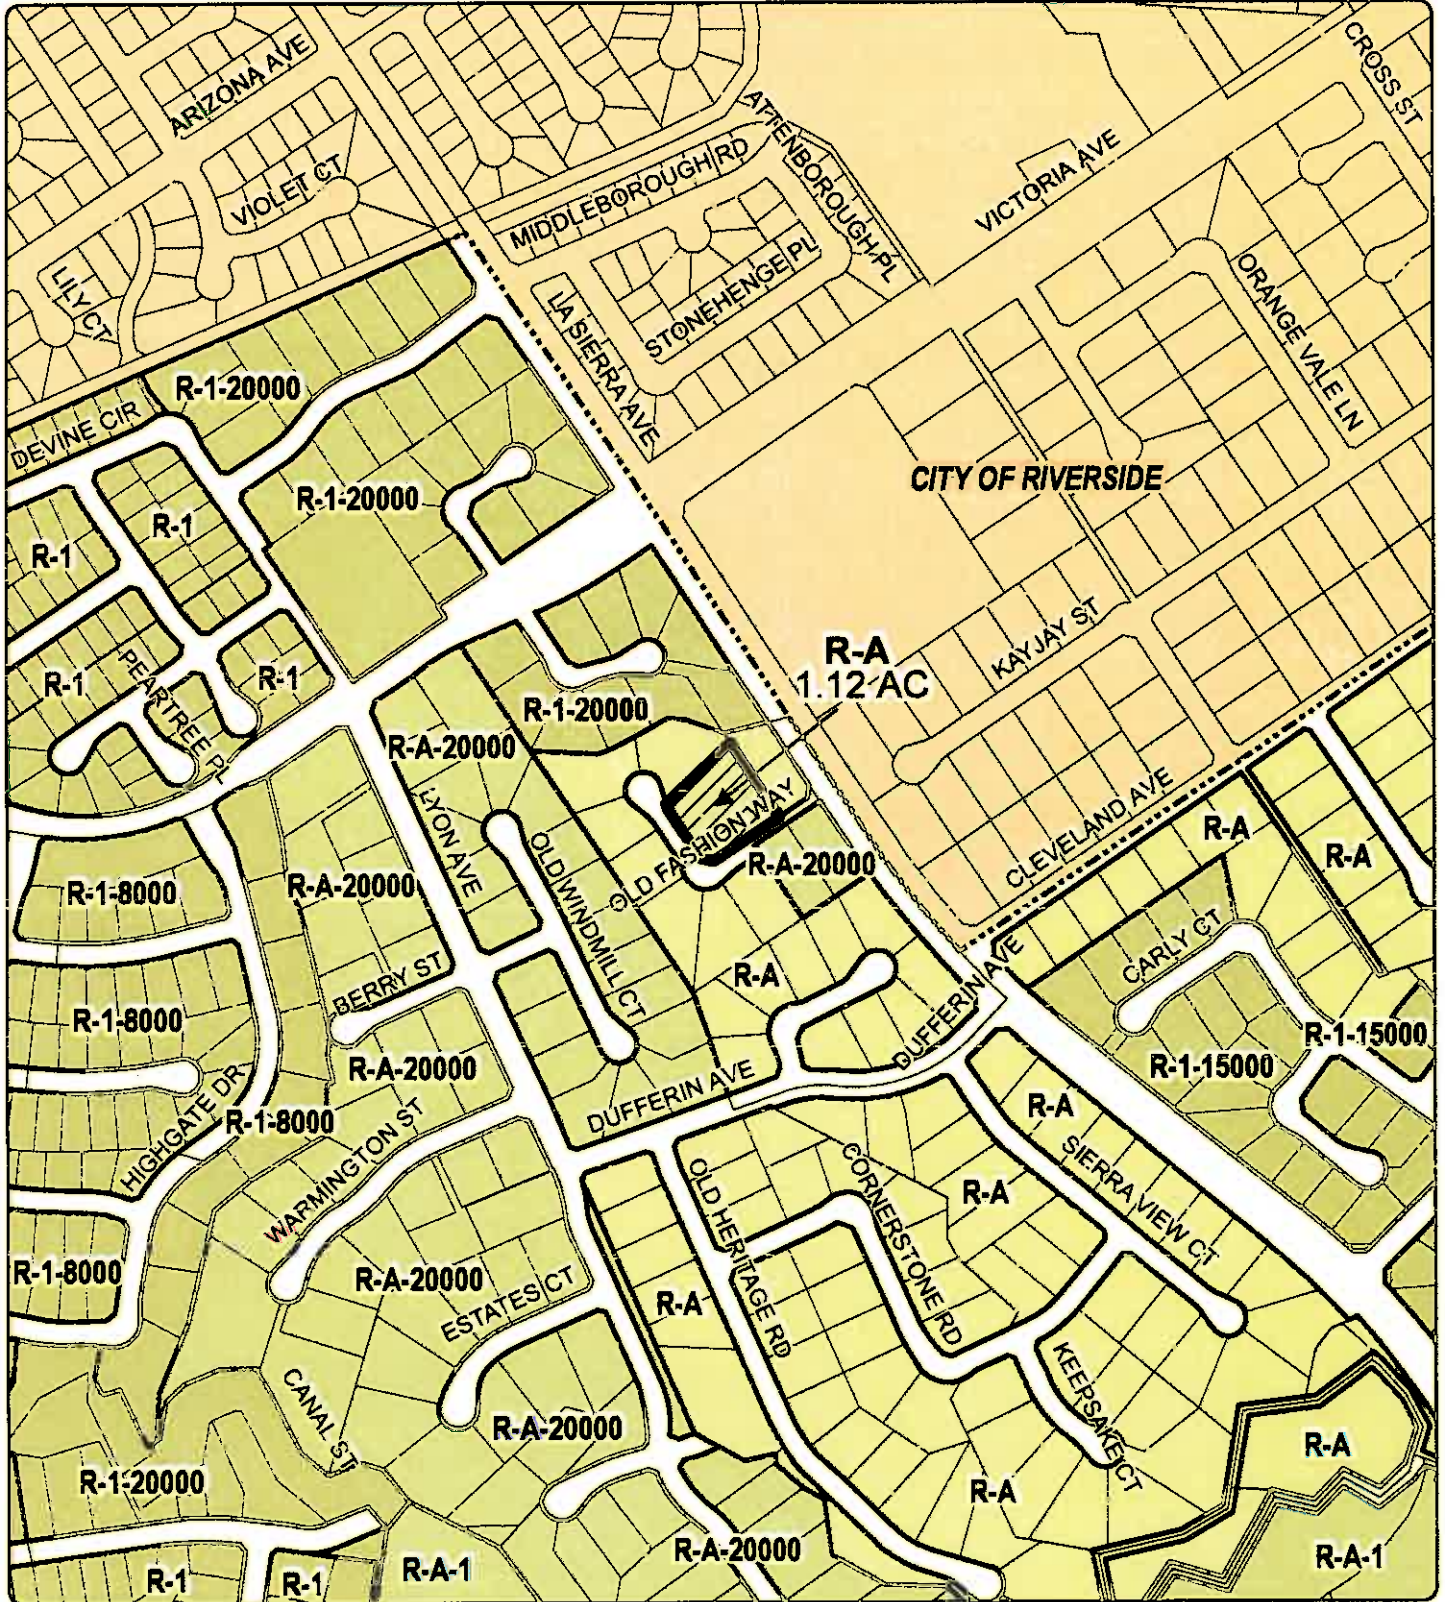 CROSS ST
ARIZONA AVE
ATTENBOROUGH PL
VICTORIA AVE
MIDDLEBOROUGH RD
VIOLET CT
STONEHENGE PL
ORANGE VALE LN
LILY CT
LA SIERRA AVE
R-1-20000
DEVINE CIR
CITY OF RIVERSIDE
R-1-20000
R-1
R-1
KAYJAY ST
R-A
1.12 AC
R-1
PEARTREE PL
R-1
R-1-20000
R-A-20000
OLD FASHION WAY
CLEVELAND AVE
R-A
R-A
LYON AVE
OLD WINDMILL CT
R-A-20000
R-1-8000
R-A-20000
CARLY CT
BERRY ST
R-A
DUFFERIN AVE
R-1-8000
R-1-15000
R-A-20000
R-1-15000
DUFFERIN AVE
R-A
HIGHGATE DR
R-1-8000
WARMINGTON ST
OLD HERITAGE RD
CORNERSTONE RD
SIERRA VIEW CT
R-A
R-1-8000
R-A-20000
ESTATES CT
R-A
KEERSAKE CT
CANAL ST
R-A-20000
R-A
R-1-20000
R-A
R-A-20000
R-A-1
R-A-1
R-1
R-1